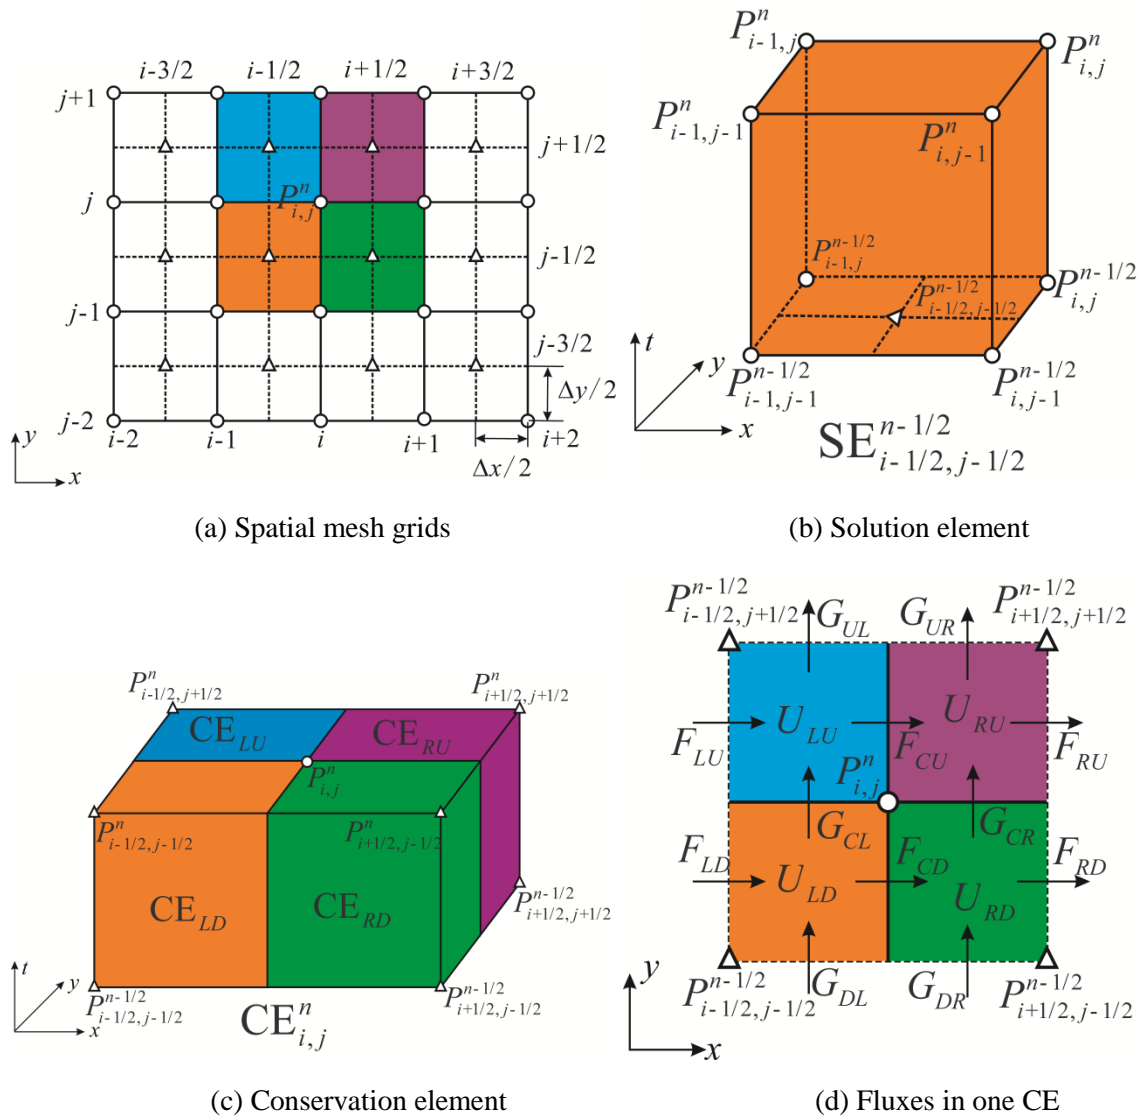 i-3/2 i-1/2 i+1/2 i+3/2
j+1
j+1/2
j
P^n_{i,j}
j-1/2
j-1
j-3/2
Δy/2
j-2
i-2 i-1 i i+1 i+2
Δx/2
y
x
(a) Spatial mesh grids
P^n_{i-1,j}
P^n_{i,j}
P^n_{i-1,j-1}
P^n_{i,j-1}
P^{n-1/2}_{i-1,j}
P^{n-1/2}_{i,j}
P^{n-1/2}_{i-1/2,j-1/2}
P^{n-1/2}_{i-1,j-1}
P^{n-1/2}_{i,j-1}
t
y
x
SE^{n-1/2}_{i-1/2,j-1/2}
(b) Solution element
P^n_{i-1/2,j+1/2}
P^n_{i+1/2,j+1/2}
CE_{LU}
CE_{RU}
P^n_{i,j}
P^n_{i-1/2,j-1/2}
P^n_{i+1/2,j-1/2}
CE_{LD}
CE_{RD}
P^{n-1/2}_{i+1/2,j+1/2}
t
y
x
P^{n-1/2}_{i-1/2,j-1/2}
P^{n-1/2}_{i+1/2,j-1/2}
CE^n_{i,j}
(c) Conservation element
P^{n-1/2}_{i-1/2,j+1/2}
G_{UL}
G_{UR}
P^{n-1/2}_{i+1/2,j+1/2}
F_{LU}
U_{LU}
F_{CU}
U_{RU}
F_{RU}
P^n_{i,j}
G_{CL}
G_{CR}
F_{LD}
U_{LD}
F_{CD}
U_{RD}
F_{RD}
P^{n-1/2}_{i-1/2,j-1/2}
G_{DL}
G_{DR}
P^{n-1/2}_{i+1/2,j-1/2}
y
x
(d) Fluxes in one CE